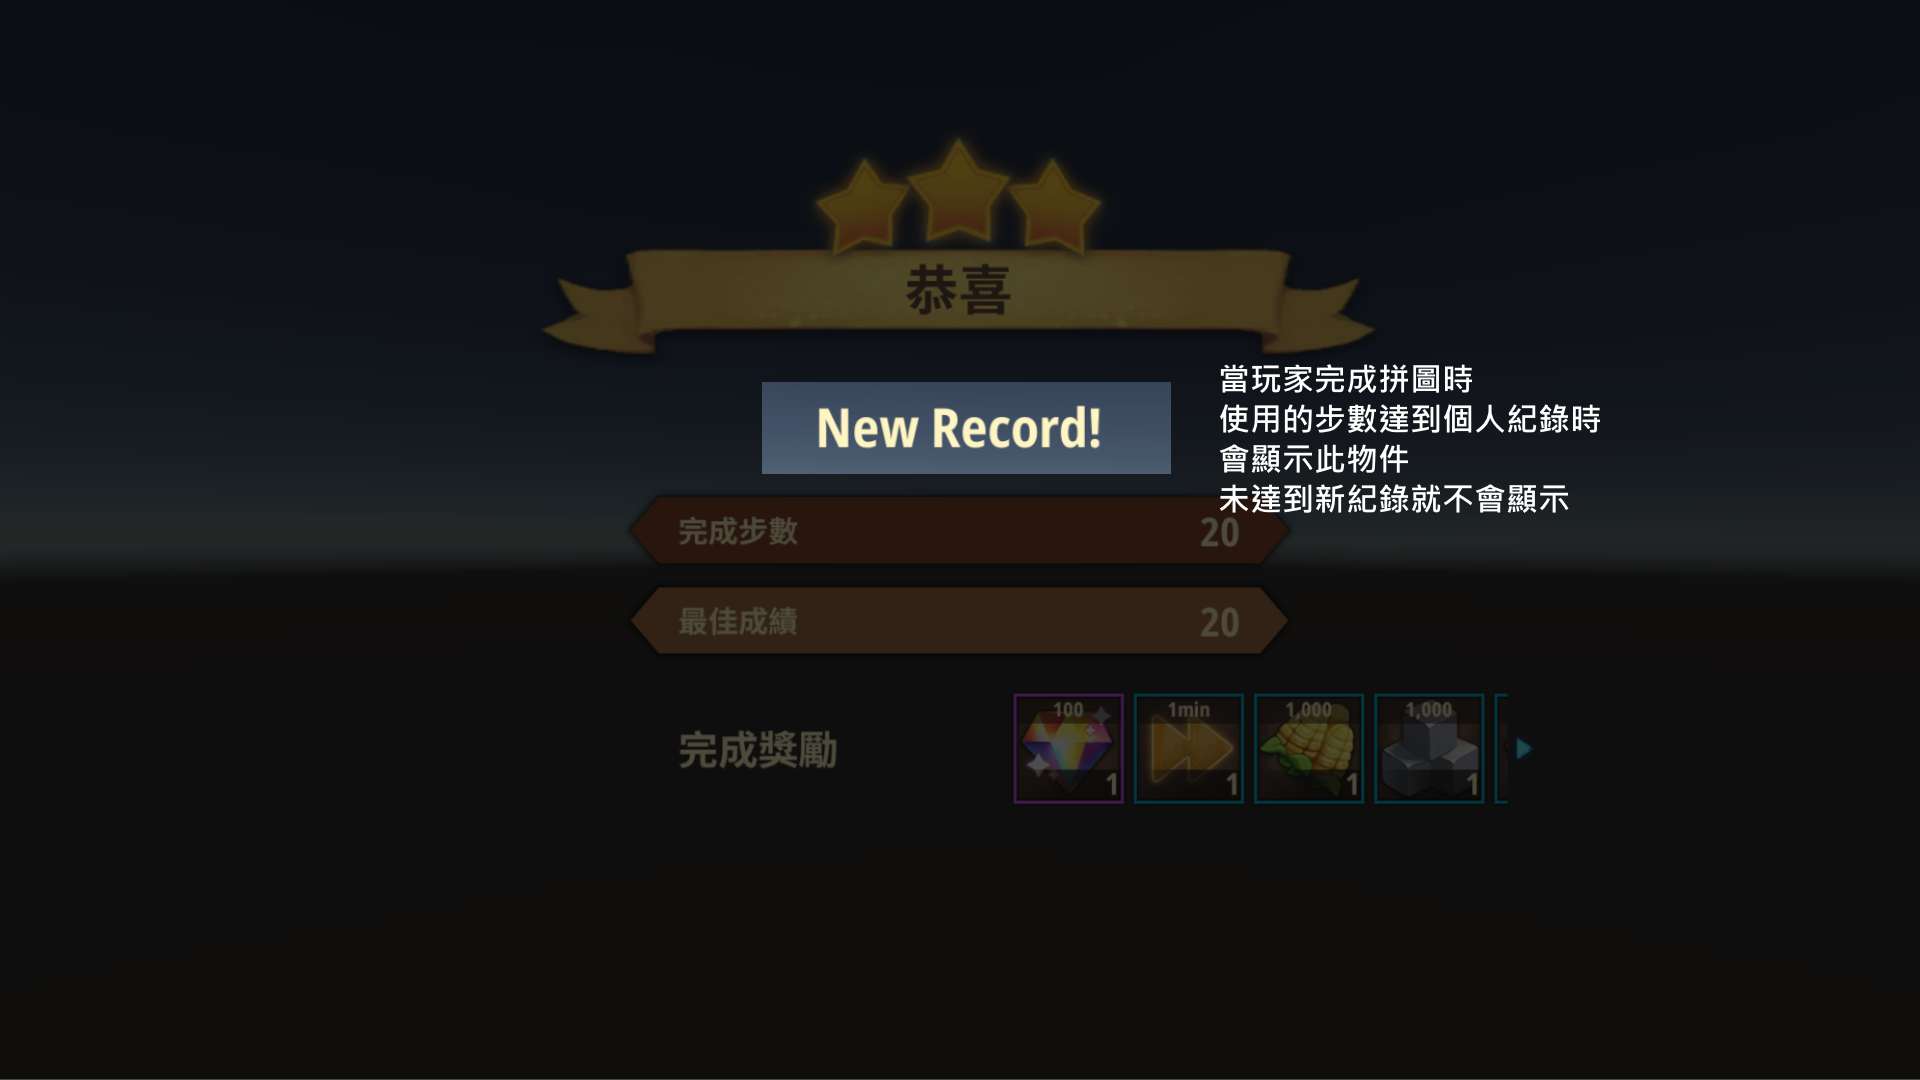 恭喜
New Record!
當玩家完成拼圖時
使用的步數達到個人紀錄時
會顯示此物件
未達到新紀錄就不會顯示
完成步數 20
最佳成績 20
完成獎勵
100 1min 1,000 1,000
1 1 1 1